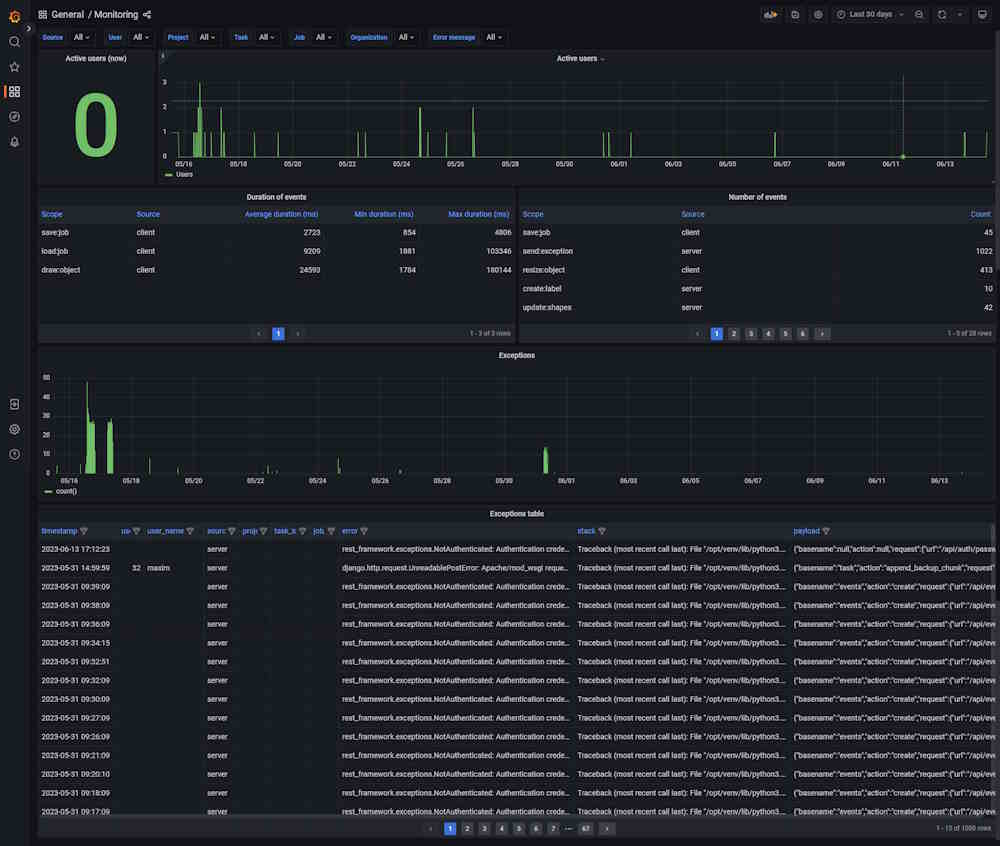 General / Monitoring
Last 30 days
Source All User All Project All Task All Job All Organization All Error message All
Active users (now)
0
Active users
3
2
1
0
05/16 05/18 05/20 05/22 05/24 05/26 05/28 05/30 06/01 06/03 06/05 06/07 06/09 06/11 06/13
Users
Duration of events
Scope Source Average duration (ms) Min duration (ms) Max duration (ms)
save:job client 2723 854 4806
load:job client 9209 1881 103346
draw:object client 24593 1784 180144
1
1 - 3 of 3 rows
Number of events
Scope Source Count
save:job client 45
send:exception server 1022
resize:object client 413
create:label server 10
update:shapes server 42
1 2 3 4 5 6
1 - 5 of 28 rows
Exceptions
50
40
30
20
10
0
05/16 05/18 05/20 05/22 05/24 05/26 05/28 05/30 06/01 06/03 06/05 06/07 06/09 06/11 06/13
count()
Exceptions table
timestamp us user_name sourc proj task_i job_ error stack payload
2023-06-13 17:12:23 server rest_framework.exceptions.NotAuthenticated: Authentication crede... Traceback (most recent call last): File "/opt/venv/lib/python3.... {"basename":null,"action":null,"request":{"url":"/api/auth/passw
2023-05-31 14:59:59 32 maxim server django.http.request.UnreadablePostError: Apache/mod_wsgi reque... Traceback (most recent call last): File "/opt/venv/lib/python3.... {"basename":"task","action":"append_backup_chunk","request"
2023-05-31 09:39:09 server rest_framework.exceptions.NotAuthenticated: Authentication crede... Traceback (most recent call last): File "/opt/venv/lib/python3.... {"basename":"events","action":"create","request":{"url":"/api/eve
2023-05-31 09:38:09 server rest_framework.exceptions.NotAuthenticated: Authentication crede... Traceback (most recent call last): File "/opt/venv/lib/python3.... {"basename":"events","action":"create","request":{"url":"/api/eve
2023-05-31 09:36:09 server rest_framework.exceptions.NotAuthenticated: Authentication crede... Traceback (most recent call last): File "/opt/venv/lib/python3.... {"basename":"events","action":"create","request":{"url":"/api/eve
2023-05-31 09:34:15 server rest_framework.exceptions.NotAuthenticated: Authentication crede... Traceback (most recent call last): File "/opt/venv/lib/python3.... {"basename":"events","action":"create","request":{"url":"/api/eve
2023-05-31 09:32:51 server rest_framework.exceptions.NotAuthenticated: Authentication crede... Traceback (most recent call last): File "/opt/venv/lib/python3.... {"basename":"events","action":"create","request":{"url":"/api/eve
2023-05-31 09:32:09 server rest_framework.exceptions.NotAuthenticated: Authentication crede... Traceback (most recent call last): File "/opt/venv/lib/python3.... {"basename":"events","action":"create","request":{"url":"/api/eve
2023-05-31 09:30:09 server rest_framework.exceptions.NotAuthenticated: Authentication crede... Traceback (most recent call last): File "/opt/venv/lib/python3.... {"basename":"events","action":"create","request":{"url":"/api/eve
2023-05-31 09:27:09 server rest_framework.exceptions.NotAuthenticated: Authentication crede... Traceback (most recent call last): File "/opt/venv/lib/python3.... {"basename":"events","action":"create","request":{"url":"/api/eve
2023-05-31 09:26:09 server rest_framework.exceptions.NotAuthenticated: Authentication crede... Traceback (most recent call last): File "/opt/venv/lib/python3.... {"basename":"events","action":"create","request":{"url":"/api/eve
2023-05-31 09:21:09 server rest_framework.exceptions.NotAuthenticated: Authentication crede... Traceback (most recent call last): File "/opt/venv/lib/python3.... {"basename":"events","action":"create","request":{"url":"/api/eve
2023-05-31 09:20:10 server rest_framework.exceptions.NotAuthenticated: Authentication crede... Traceback (most recent call last): File "/opt/venv/lib/python3.... {"basename":"events","action":"create","request":{"url":"/api/eve
2023-05-31 09:18:09 server rest_framework.exceptions.NotAuthenticated: Authentication crede... Traceback (most recent call last): File "/opt/venv/lib/python3.... {"basename":"events","action":"create","request":{"url":"/api/eve
2023-05-31 09:17:09 server rest_framework.exceptions.NotAuthenticated: Authentication crede... Traceback (most recent call last): File "/opt/venv/lib/python3.... {"basename":"events","action":"create","request":{"url":"/api/eve
1 2 3 4 5 6 7 ... 67
1 - 15 of 1000 rows